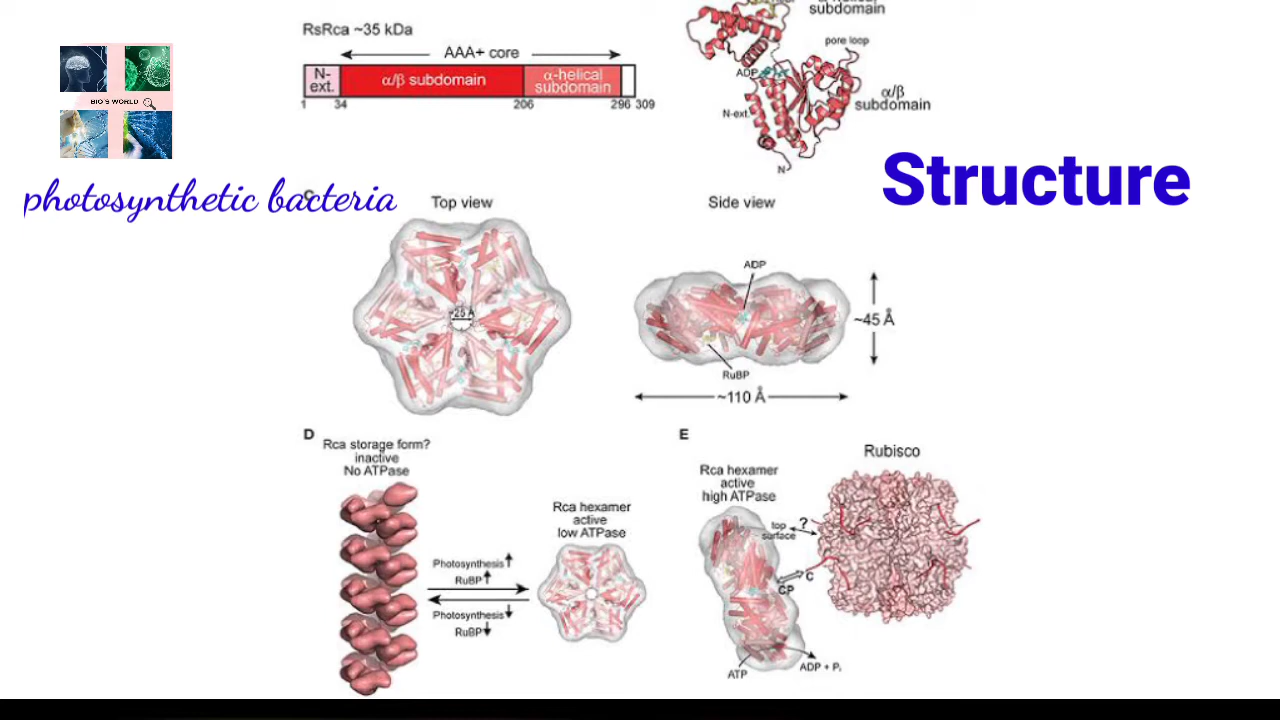 RsRca ~35 kDa
AAA+ core
N-
ext.
α/β subdomain
α-helical
subdomain
1 34 206 296 309
subdomain
pore loop
ADP
α/β
subdomain
N-ext.
N
BIO'S WORLD
Structure
photosynthetic bacteria
Top view
Side view
~25 Å
ADP
RuBP
~45 Å
~110 Å
D
Rca storage form?
inactive
No ATPase
Photosynthesis
RuBP
Photosynthesis
RuBP
Rca hexamer
active
low ATPase
E
Rca hexamer
active
high ATPase
Rubisco
top
surface
?
C
CP
ATP
ADP + Pi